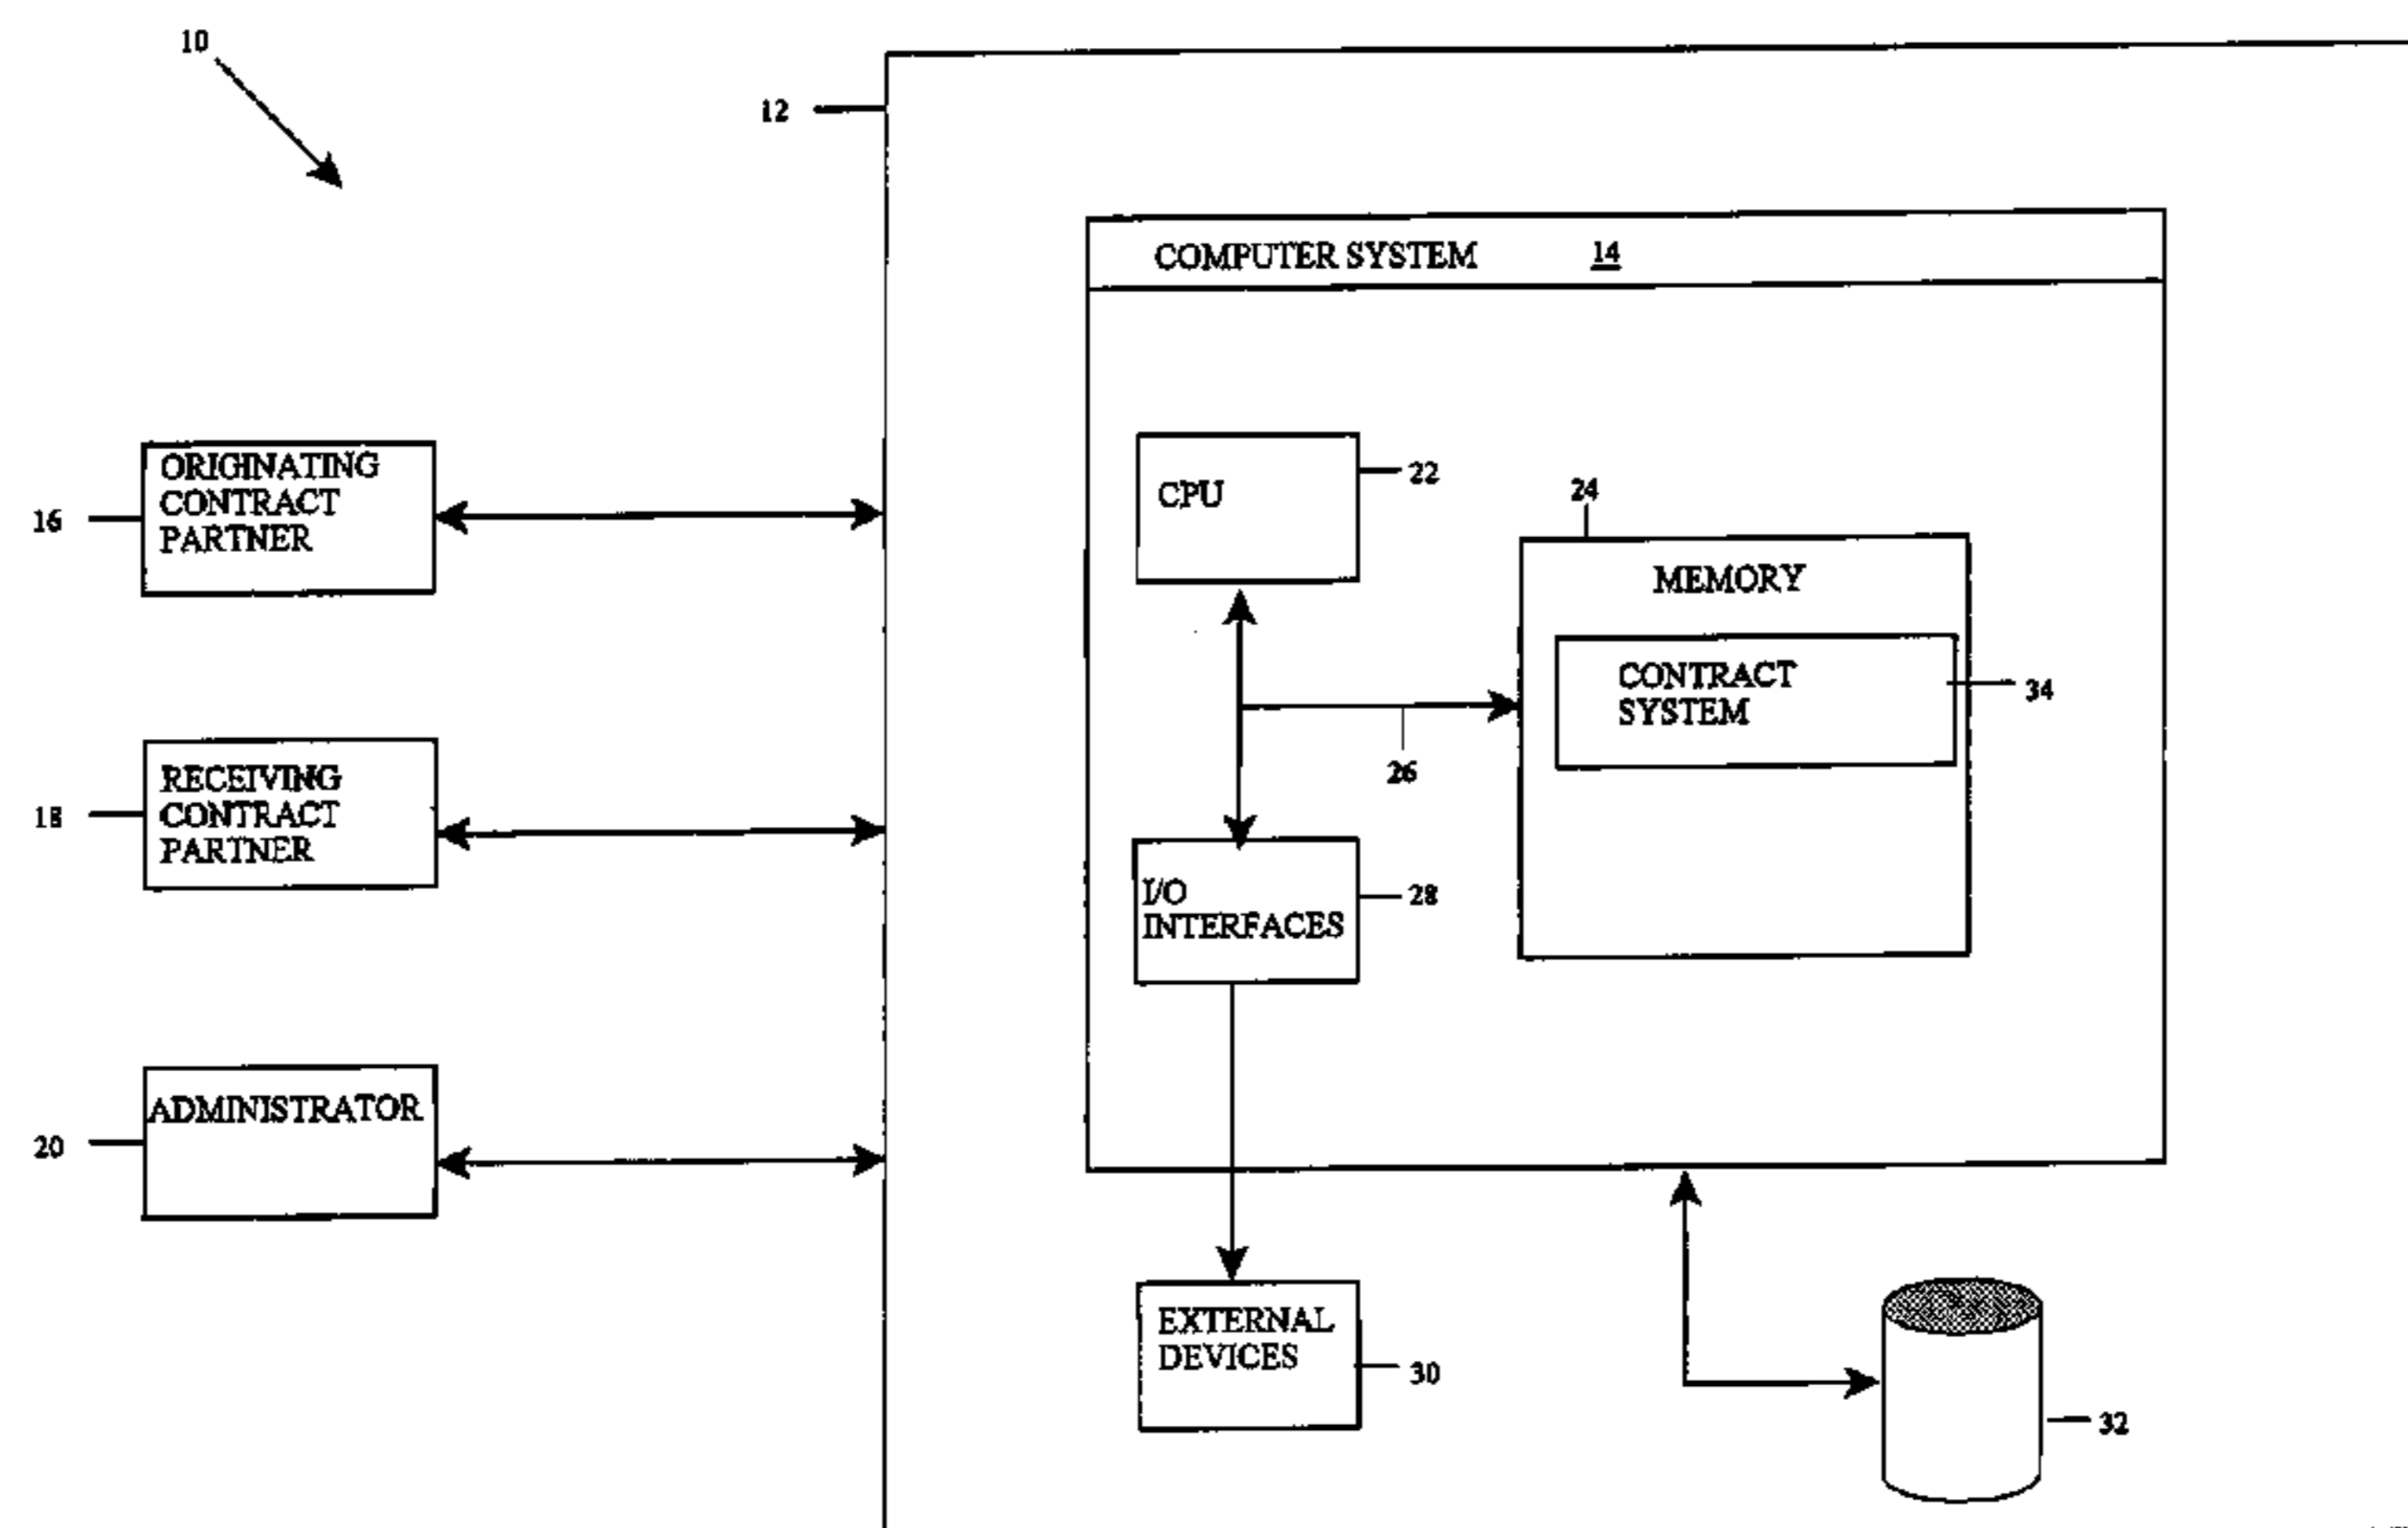 10
12
COMPUTER SYSTEM 14
ORIGINATING
CONTRACT
PARTNER
16
CPU
22
24
MEMORY
CONTRACT
SYSTEM
34
26
RECEIVING
CONTRACT
PARTNER
18
I/O
INTERFACES
28
ADMINISTRATOR
20
EXTERNAL
DEVICES
30
32